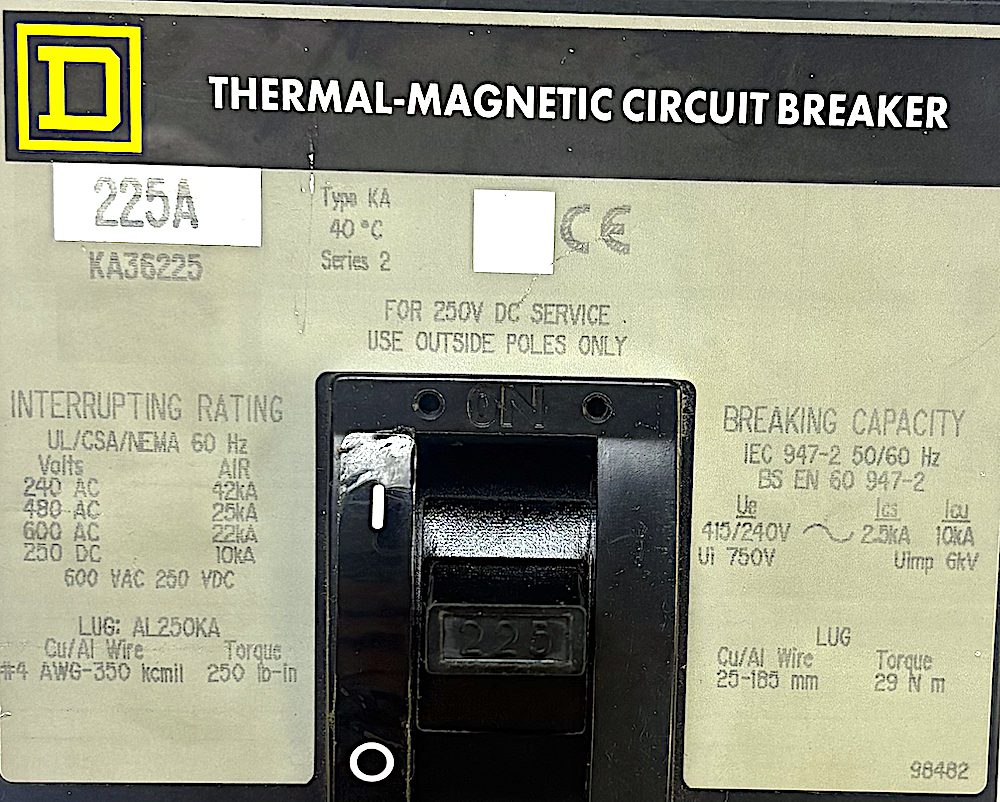 D
THERMAL-MAGNETIC CIRCUIT BREAKER
225A
KA36225
Type KA
40 °C
Series 2
CE
FOR 250V DC SERVICE
USE OUTSIDE POLES ONLY
INTERRUPTING RATING
UL/CSA/NEMA 60 Hz
Volts AIR
240 AC 42kA
480 AC 25kA
600 AC 22kA
250 DC 10kA
600 VAC 250 VDC
LUG: AL250KA
Cu/Al Wire Torque
#4 AWG-350 kcmil 250 lb-in
ON
I
225
O
BREAKING CAPACITY
IEC 947-2 50/60 Hz
BS EN 60 947-2
Ue Ics Icu
415/240V 2.5kA 10kA
Ui 750V Uimp 6kV
LUG
Cu/Al Wire Torque
25-185 mm 29 N m
98482